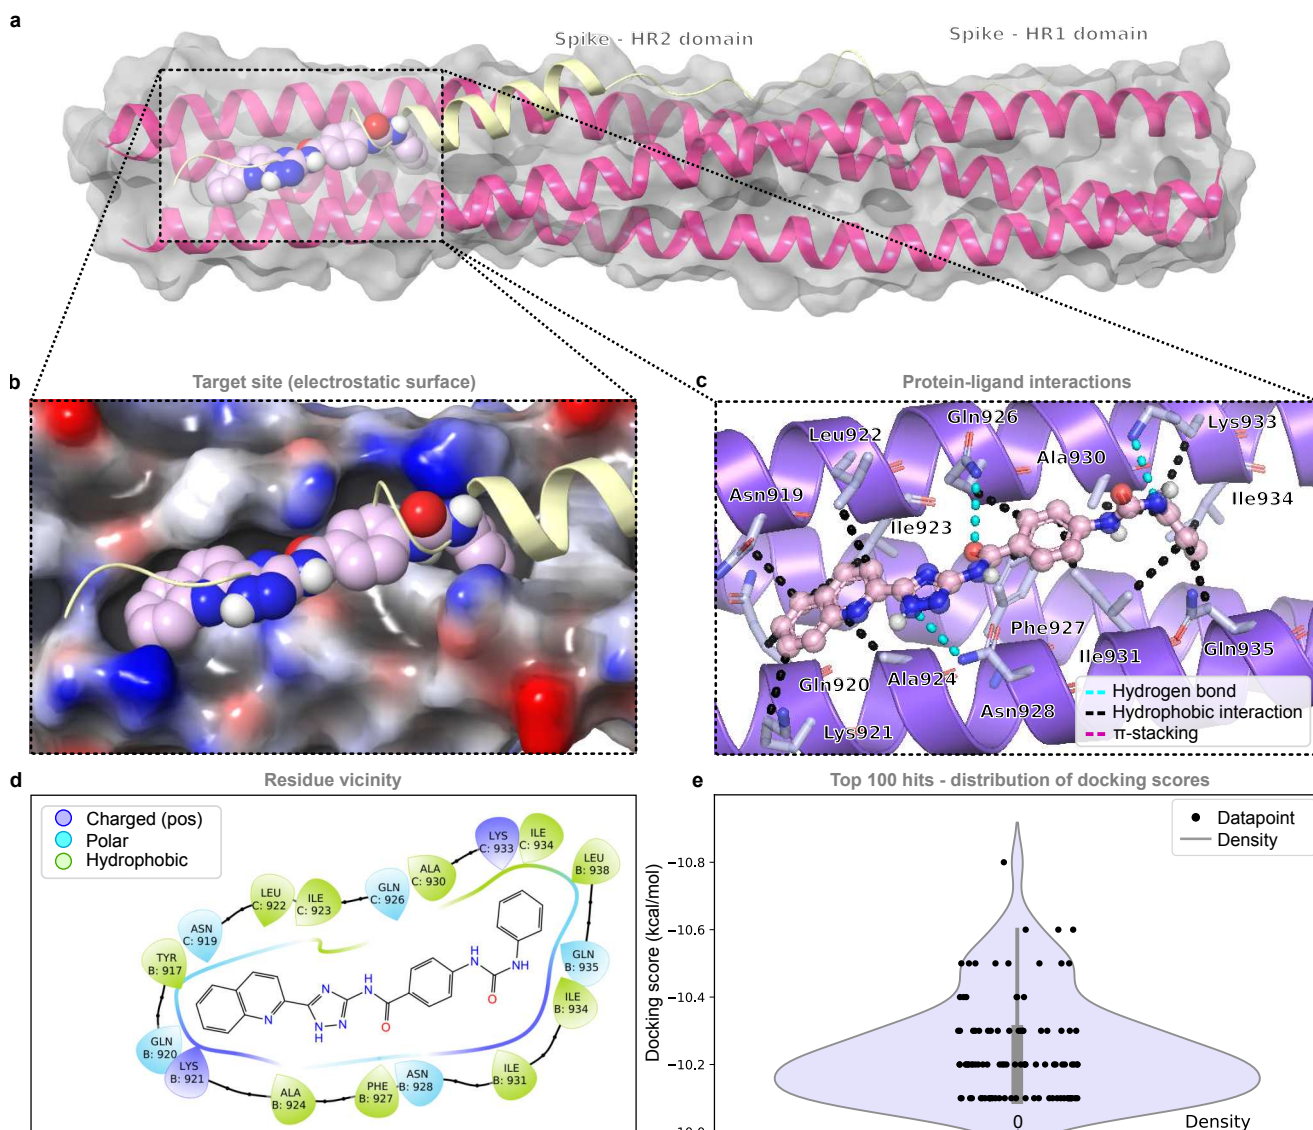 a
Spike - HR2 domain
Spike - HR1 domain
b
Target site (electrostatic surface)
c
Protein-ligand interactions
Gln926
Lys933
Leu922
Ala930
Asn919
Ile934
Ile923
Phe927
Gln920
Ala924
Ile931
Gln935
Asn928
Lys921
Hydrogen bond
Hydrophobic interaction
π-stacking
d
Residue vicinity
Charged (pos)
Polar
Hydrophobic
LYS
C: 933
ILE
C: 934
LEU
B: 938
ALA
C: 930
GLN
C: 926
LEU
C: 922
ILE
C: 923
ASN
C: 919
TYR
B: 917
GLN
B: 935
ILE
B: 934
GLN
B: 920
LYS
B: 921
ALA
B: 924
PHE
B: 927
ASN
B: 928
ILE
B: 931
H
N
N
H
N
NH
O
N
N
N
N
H
O
e
Top 100 hits - distribution of docking scores
Datapoint
Density
Docking score (kcal/mol)
−10.8
−10.6
−10.4
−10.2
0
Density